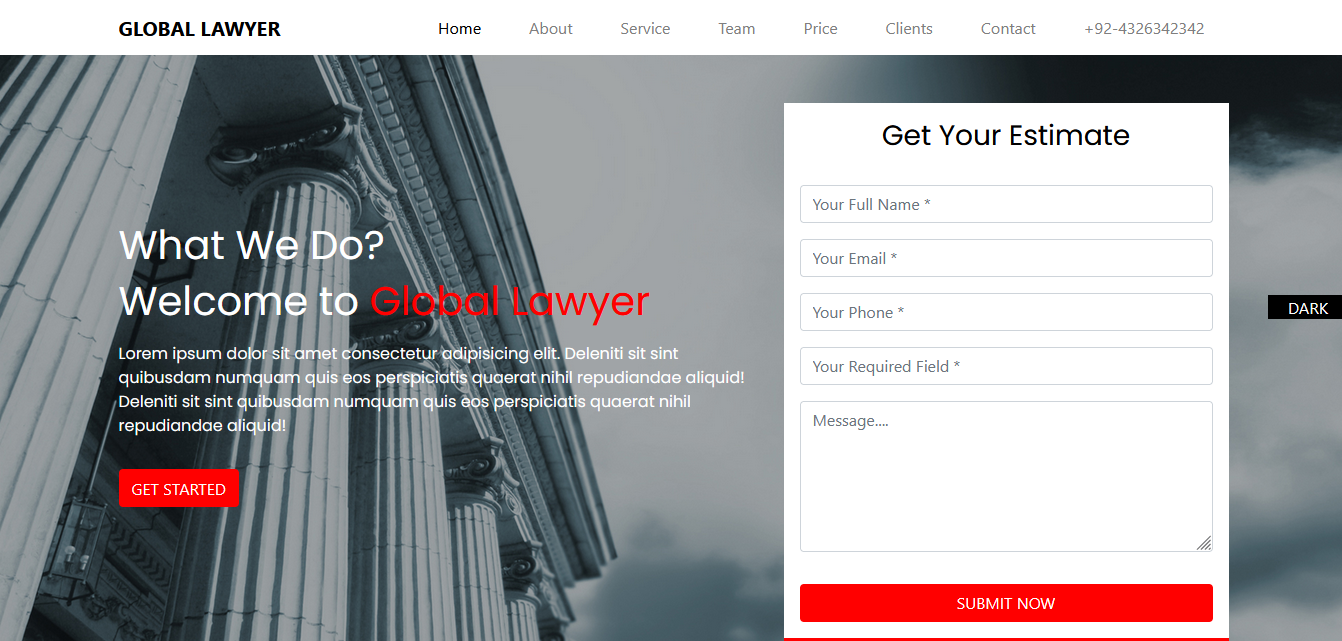 GLOBAL LAWYER
Home About Service Team Price Clients Contact +92-4326342342
What We Do?
Welcome to Global Lawyer
Lorem ipsum dolor sit amet consectetur adipisicing elit. Deleniti sit sint
quibusdam numquam quis eos perspiciatis quaerat nihil repudiandae aliquid!
Deleniti sit sint quibusdam numquam quis eos perspiciatis quaerat nihil
repudiandae aliquid!
GET STARTED
Get Your Estimate
Your Full Name *
Your Email *
Your Phone *
Your Required Field *
Message....
SUBMIT NOW
DARK